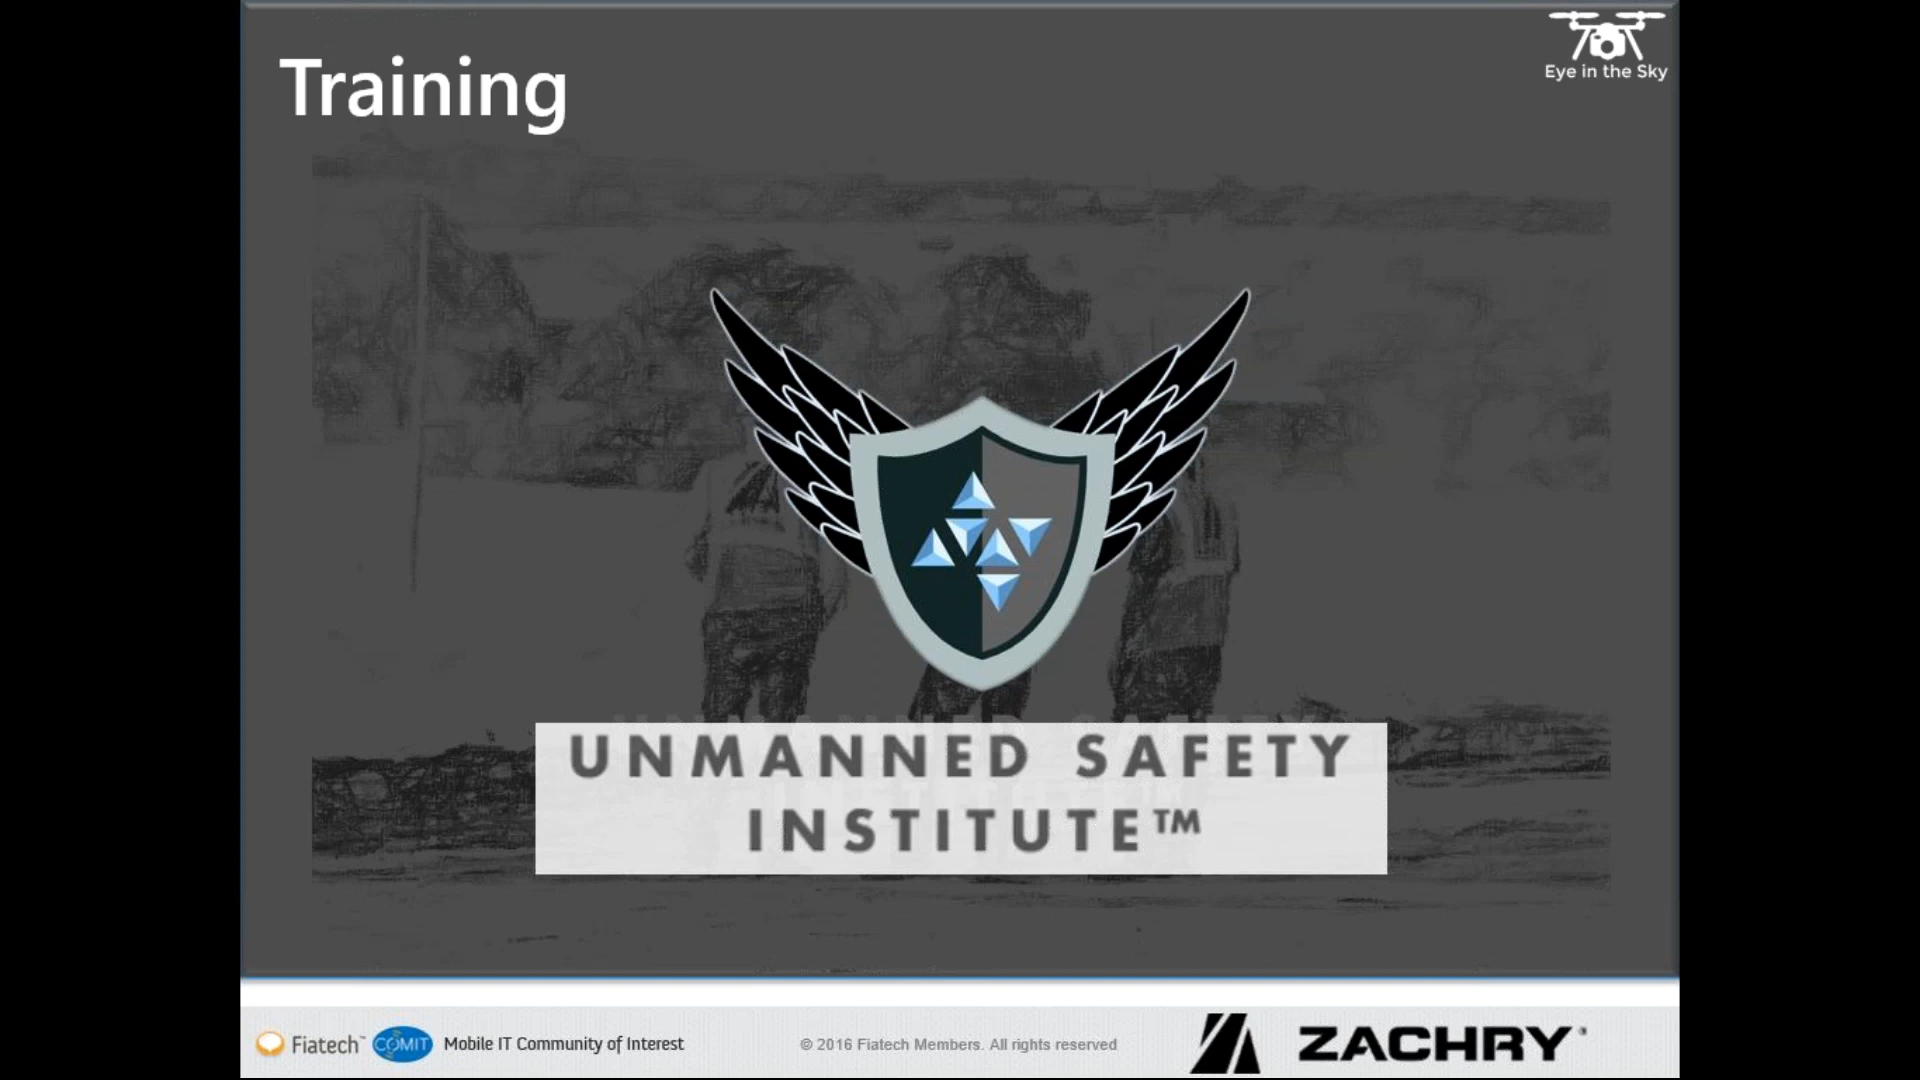 Training
Eye in the Sky
UNMANNED SAFETY
INSTITUTE™
Fiatech™ COMIT Mobile IT Community of Interest
© 2016 Fiatech Members. All rights reserved
ZACHRY